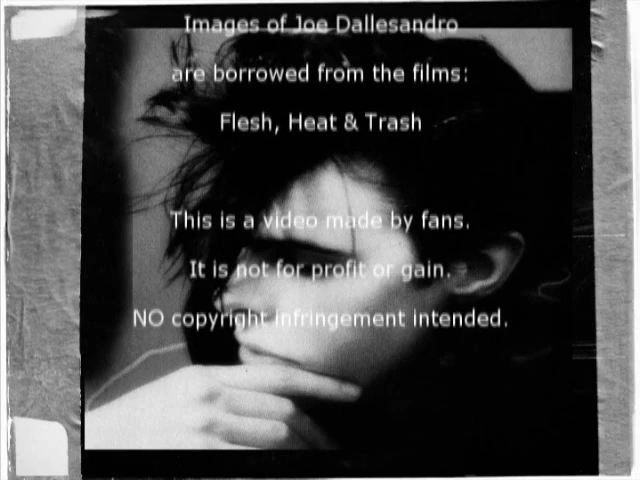 Images of Joe Dallesandro
are borrowed from the films:
Flesh, Heat & Trash
This is a video made by fans.
It is not for profit or gain.
NO copyright infringement intended.